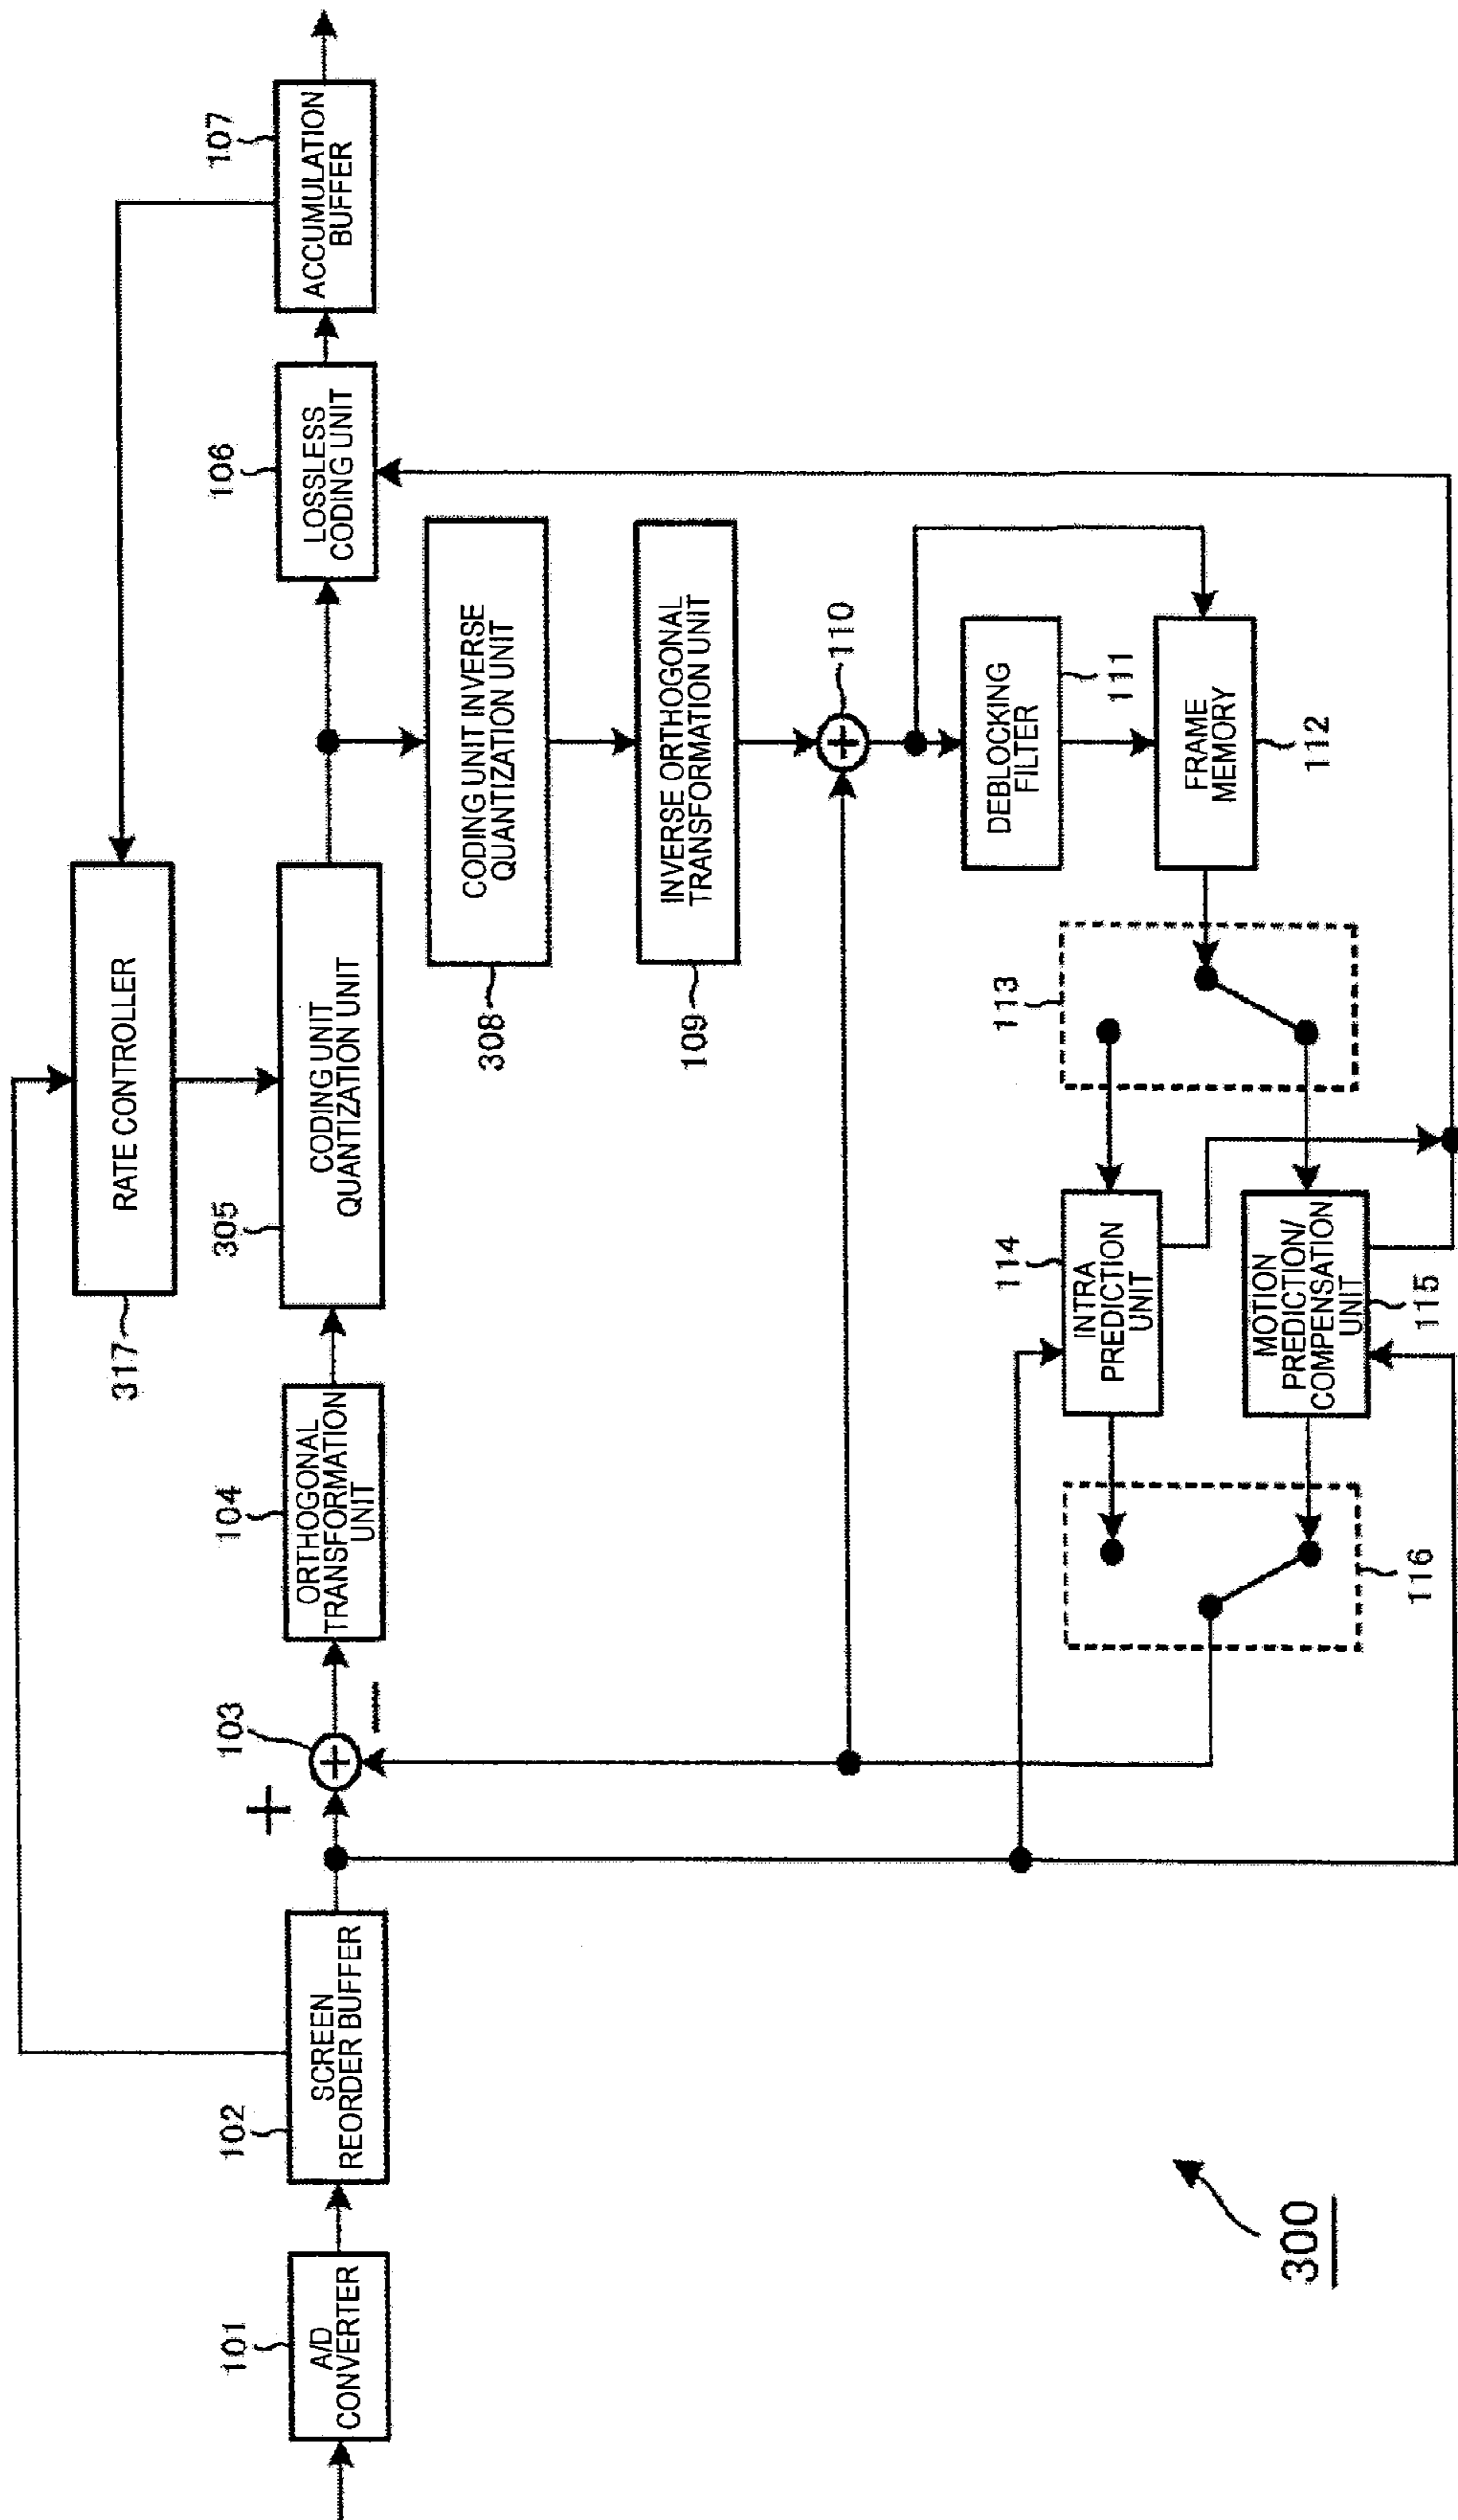 101
A/D
CONVERTER
102
SCREEN
REORDER BUFFER
+
103
+
—
104
ORTHOGONAL
TRANSFORMATION
UNIT
317
RATE CONTROLLER
305
CODING UNIT
QUANTIZATION UNIT
106
LOSSLESS
CODING UNIT
107
ACCUMULATION
BUFFER
CODING UNIT INVERSE
QUANTIZATION UNIT
308
INVERSE ORTHOGONAL
TRANSFORMATION UNIT
109
+
110
DEBLOCKING
FILTER
111
FRAME
MEMORY
112
113
114
INTRA
PREDICTION
UNIT
MOTION
PREDICTION/
COMPENSATION
UNIT
115
116
300